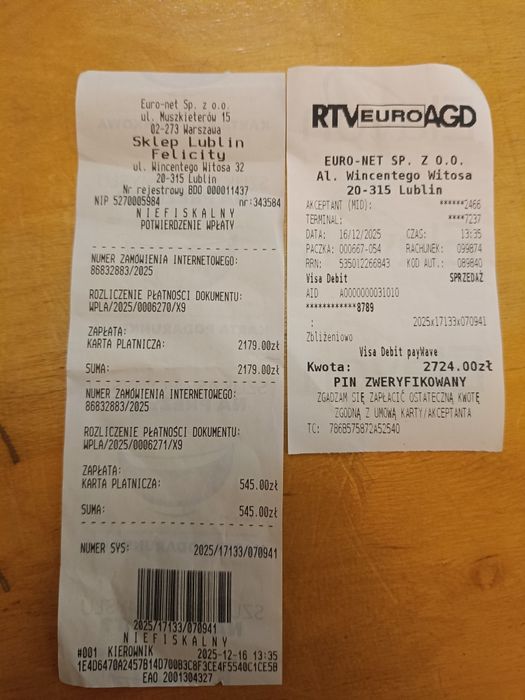 Euro-net Sp. z o.o.
ul. Muszkieterów 15
02-273 Warszawa
Sklep Lublin
Felicity
ul. Wincentego Witosa 32
20-315 Lublin
Nr rejestrowy BDO 000011437
NIP 5270005984 nr:343584
NIEFISKALNY
POTWIERDZENIE WPŁATY
NUMER ZAMÓWIENIA INTERNETOWEGO:
86832883/2025
ROZLICZENIE PŁATNOŚCI DOKUMENTU:
WPLA/2025/0006270/X9
ZAPŁATA:
KARTA PŁATNICZA: 2179.00zł
SUMA: 2179.00zł
NUMER ZAMÓWIENIA INTERNETOWEGO:
86832883/2025
ROZLICZENIE PŁATNOŚCI DOKUMENTU:
WPLA/2025/0006271/X9
ZAPŁATA:
KARTA PŁATNICZA: 545.00zł
SUMA: 545.00zł
NUMER SYS: 2025/17133/070941
2025/17133/070941
NIEFISKALNY
#001 KIEROWNIK 2025-12-16 13:35
1E4D6470A2457B14D700B3C8F3CE4F5540C1CE5B
EAO 2001304327
RTV EURO AGD
EURO-NET SP. Z O.O.
Al. Wincentego Witosa
20-315 Lublin
AKCEPTANT (MID): ******2466
TERMINAL: ****7237
DATA: 16/12/2025 CZAS: 13:35
PACZKA: 000667-054 RACHUNEK: 099874
RRN: 535012266843 KOD AUT.: 089840
Visa Debit SPRZEDAŻ
AID A0000000031010
************8789
: 2025x17133x070941
Zbliżeniowo
Visa Debit payWave
Kwota: 2724.00zł
PIN ZWERYFIKOWANY
ZGADZAM SIĘ ZAPŁACIĆ OSTATECZNĄ KWOTĘ
ZGODNĄ Z UMOWĄ KARTY/AKCEPTANTA
TC: 786B575872A52540